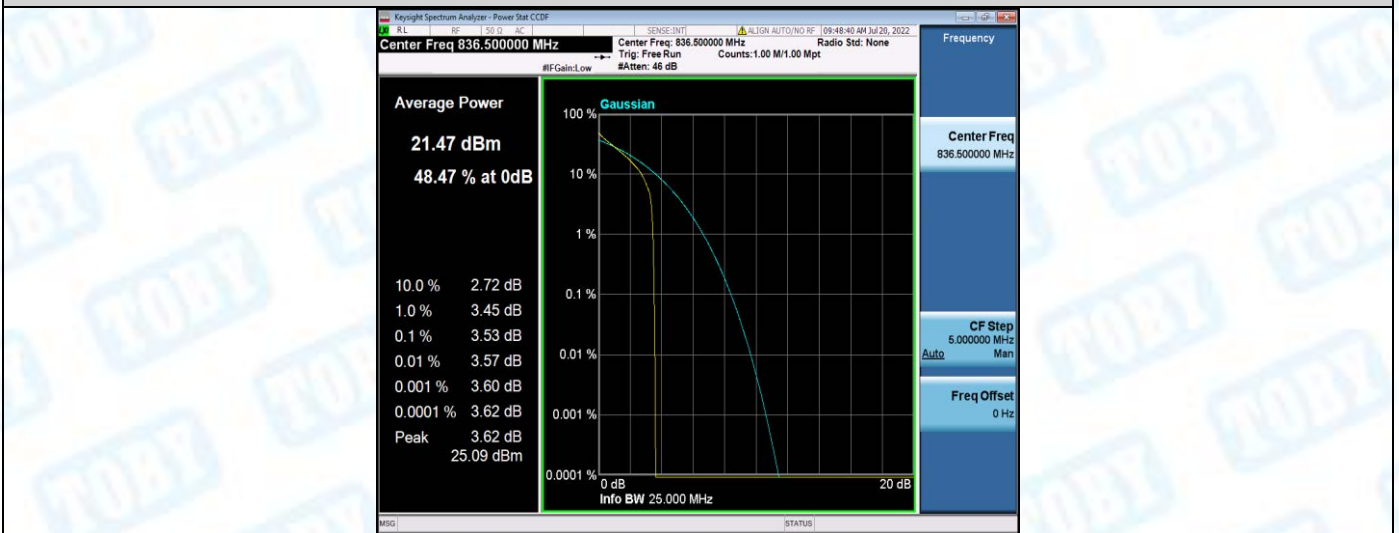 Keysight Spectrum Analyzer - Power Stat CCDF
RL RF 50 Ω AC SENSE:INT ALIGN AUTO/NO RF 09:48:40 AM Jul 20, 2022
Center Freq 836.500000 MHz
Center Freq: 836.500000 MHz Radio Std: None
Trig: Free Run Counts:1.00 M/1.00 Mpt
#IFGain:Low #Atten: 46 dB
Frequency
Average Power
21.47 dBm
48.47 % at 0dB
10.0 % 2.72 dB
1.0 % 3.45 dB
0.1 % 3.53 dB
0.01 % 3.57 dB
0.001 % 3.60 dB
0.0001 % 3.62 dB
Peak 3.62 dB
25.09 dBm
Gaussian
100 %
10 %
1 %
0.1 %
0.01 %
0.001 %
0.0001 %
0 dB 20 dB
Info BW 25.000 MHz
Center Freq
836.500000 MHz
CF Step
5.000000 MHz
Auto Man
Freq Offset
0 Hz
MSG STATUS
TOBY
TOBY
TOBY
TOBY
TOBY
TOBY
TOBY